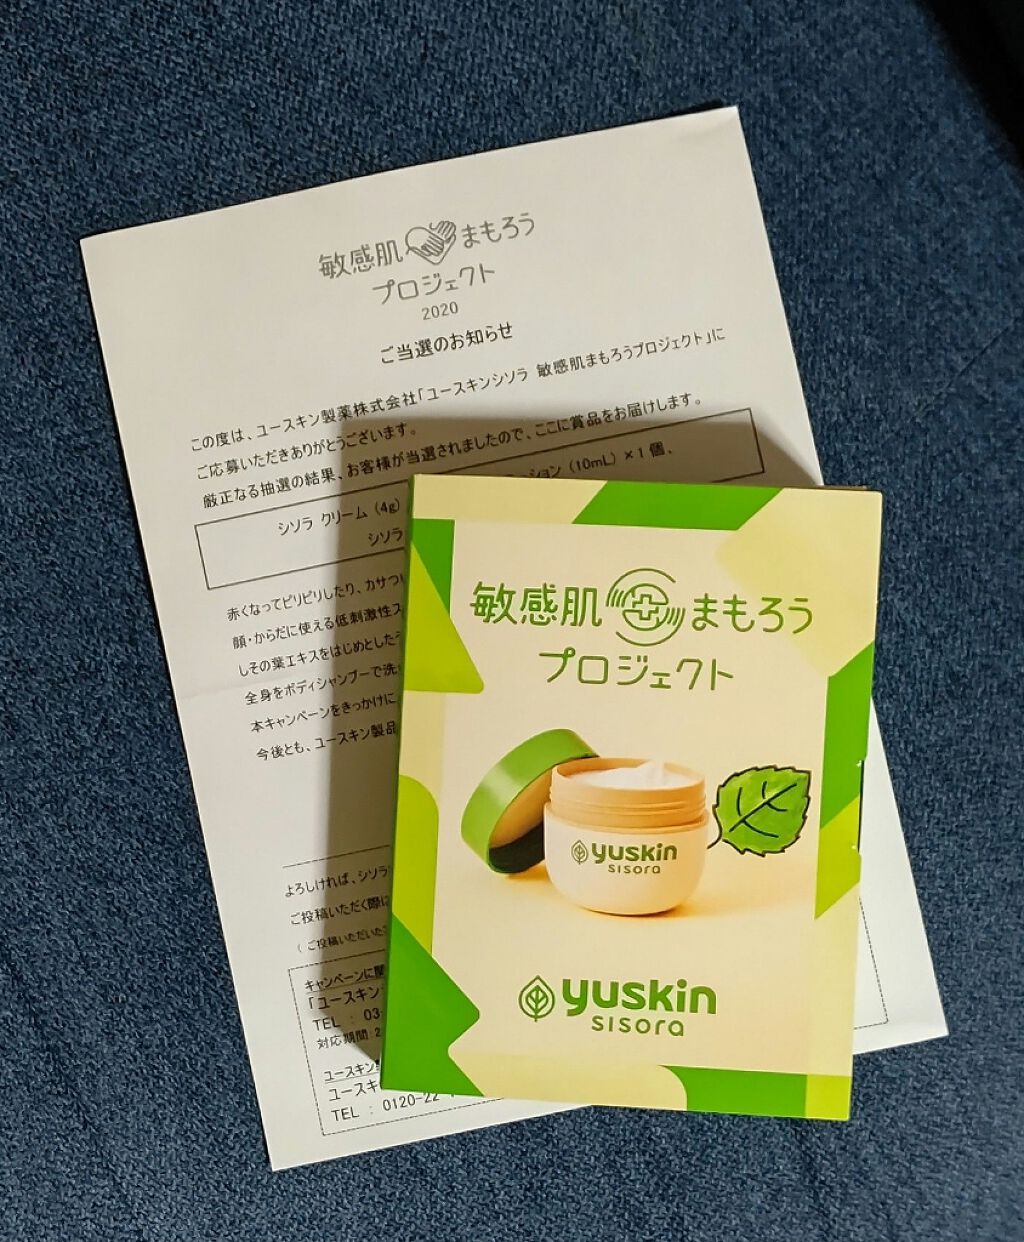 敏感肌 まもろう
プロジェクト
2020
ご当選のお知らせ
この度は、ユースキン製薬株式会社「ユースキンシソラ 敏感肌まもろうプロジェクト」に
ご応募いただきありがとうございます。
厳正なる抽選の結果、お客様が当選されましたので、ここに賞品をお届けします。
シソラ クリーム (4g) ション (10mL) ×1個、
シソラ
赤くなってピリピリしたり、カサつ
顔・からだに使える低刺激性ス
しその葉エキスをはじめとした
全身をボディシャンプーで洗
本キャンペーンをきっかけに
今後とも、ユースキン製品
よろしければ、シソラ
ご投稿いただく際に
( ご投稿いただいた
キャンペーンに関
「ユースキン
TEL : 03-
対応期間:2
ユースキン
ユースキ
TEL : 0120-22-
敏感肌 まもろう
プロジェクト
yuskin
sisora
yuskin
sisora